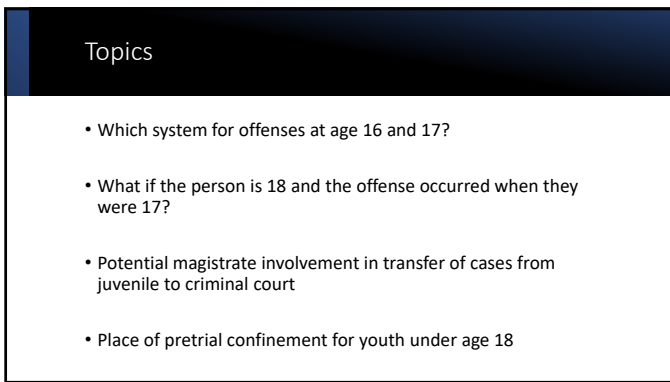 Topics
• Which system for offenses at age 16 and 17?
• What if the person is 18 and the offense occurred when they
were 17?
• Potential magistrate involvement in transfer of cases from
juvenile to criminal court
• Place of pretrial confinement for youth under age 18